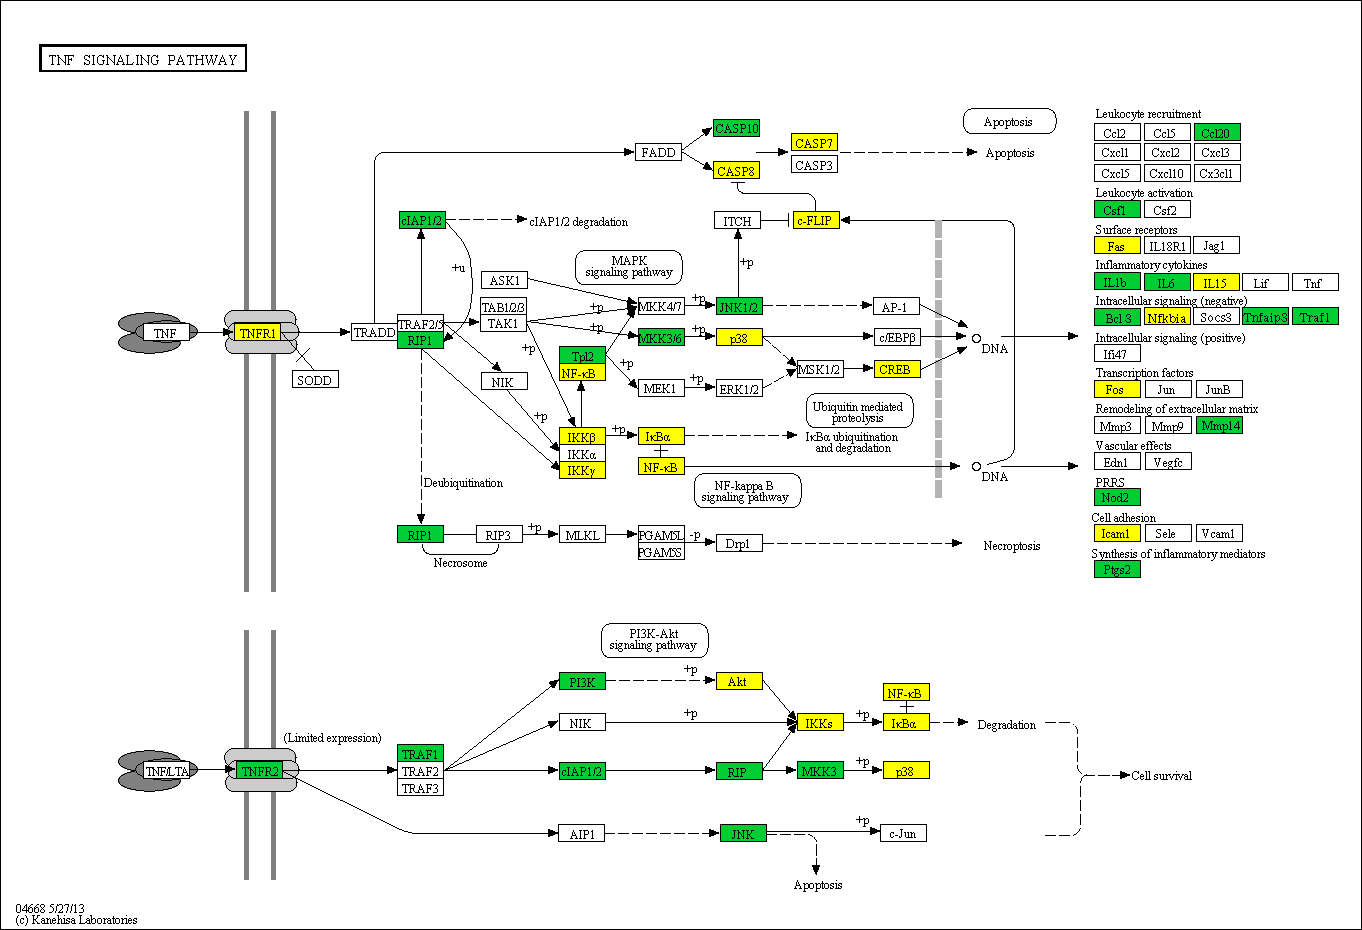 TNF SIGNALING PATHWAY
Apoptosis
CASP10
FADD
CASP7
CASP3
CASP8
Apoptosis
cIAP1/2
cIAP1/2 degradation
ITCH
c-FLIP
+u
+p
MAPK
signaling pathway
ASK1
TAB1/2/3
TAK1
+p
+p
+p
MKK4/7
+p
JNK1/2
AP-1
TNF
TNFR1
TRADD
TRAF2/5
RIP1
MKK3/6
+p
p38
c/EBPβ
DNA
SODD
NIK
Tpl2
NF-κB
+p
MEK1
+p
ERK1/2
MSK1/2
CREB
+p
Ubiquitin mediated
proteolysis
IKKβ
IKKα
IKKγ
+p
IκBα
IκBα ubiquitination
and degradation
NF-κB
DNA
NF-kappa B
signaling pathway
Deubiquitination
RIP1
RIP3
+p
MLKL
PGAM5L
PGAM5S
-p
Drp1
Necroptosis
Necrosome
Leukocyte recruitment
Ccl2 Ccl5 Ccl20
Cxcl1 Cxcl2 Cxcl3
Cxcl5 Cxcl10 Cx3cl1
Leukocyte activation
Csf1 Csf2
Surface receptors
Fas IL18R1 Jag1
Inflammatory cytokines
IL1b IL6 IL15 Lif Tnf
Intracellular signaling (negative)
Bcl3 Nfkbia Socs3 Tnfaip3 Traf1
Intracellular signaling (positive)
Ifi47
Transcription factors
Fos Jun JunB
Remodeling of extracellular matrix
Mmp3 Mmp9 Mmp14
Vascular effects
Edn1 Vegfc
PRRS
Nod2
Cell adhesion
Icam1 Sele Vcam1
Synthesis of inflammatory mediators
Ptgs2
PI3K-Akt
signaling pathway
PI3K
+p
Akt
NF-κB
NIK
+p
IKKs
+p
IκBα
Degradation
(Limited expression)
TNF/LTA
TNFR2
TRAF1
TRAF2
TRAF3
cIAP1/2
RIP
MKK3
+p
p38
Cell survival
AIP1
JNK
+p
c-Jun
Apoptosis
04668 5/27/13
(c) Kanehisa Laboratories